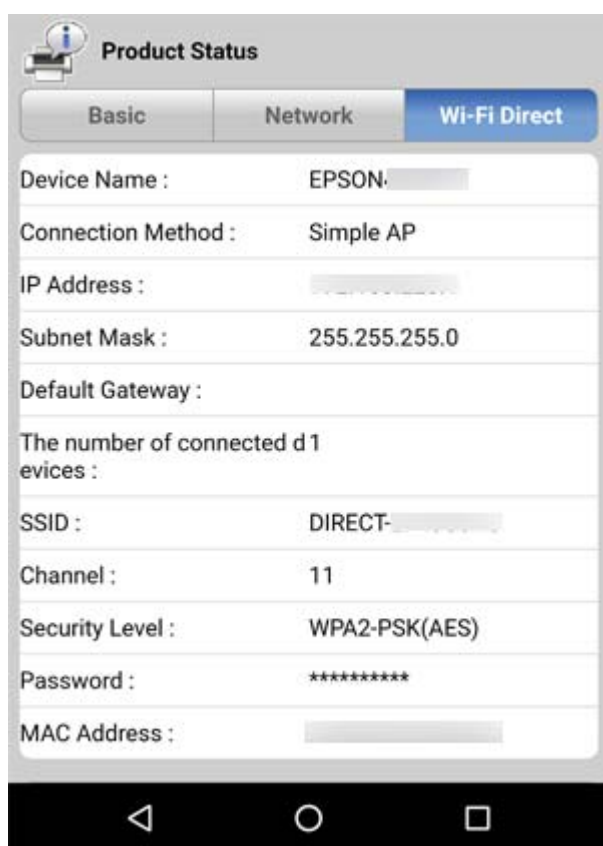 Product Status
Basic Network Wi-Fi Direct
Device Name : EPSON
Connection Method : Simple AP
IP Address :
Subnet Mask : 255.255.255.0
Default Gateway :
The number of connected d 1
evices :
SSID : DIRECT-
Channel : 11
Security Level : WPA2-PSK(AES)
Password : **********
MAC Address :